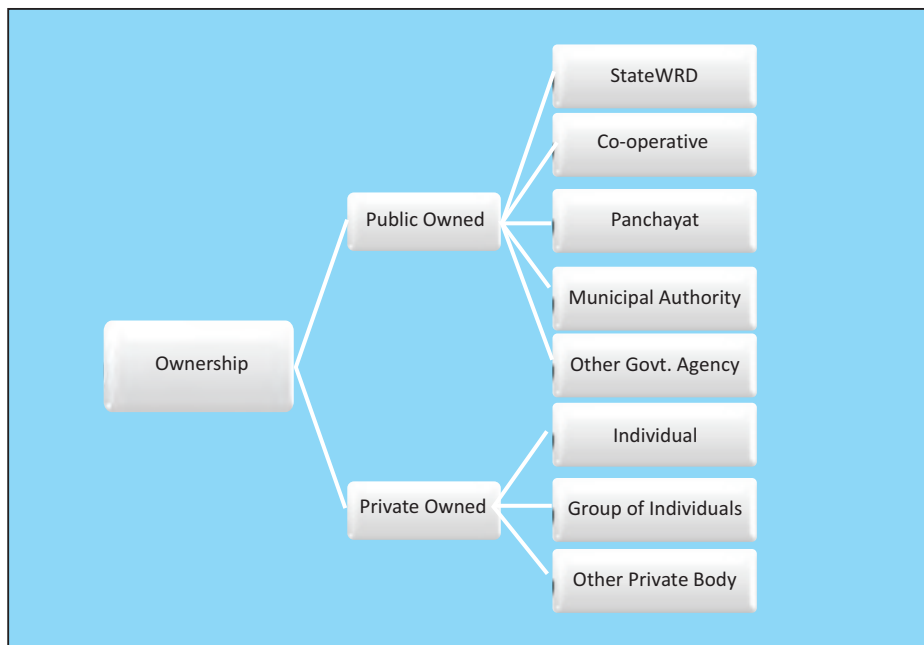 StateWRD
Co-operative
Public Owned
Panchayat
Municipal Authority
Ownership
Other Govt. Agency
Individual
Private Owned
Group of Individuals
Other Private Body